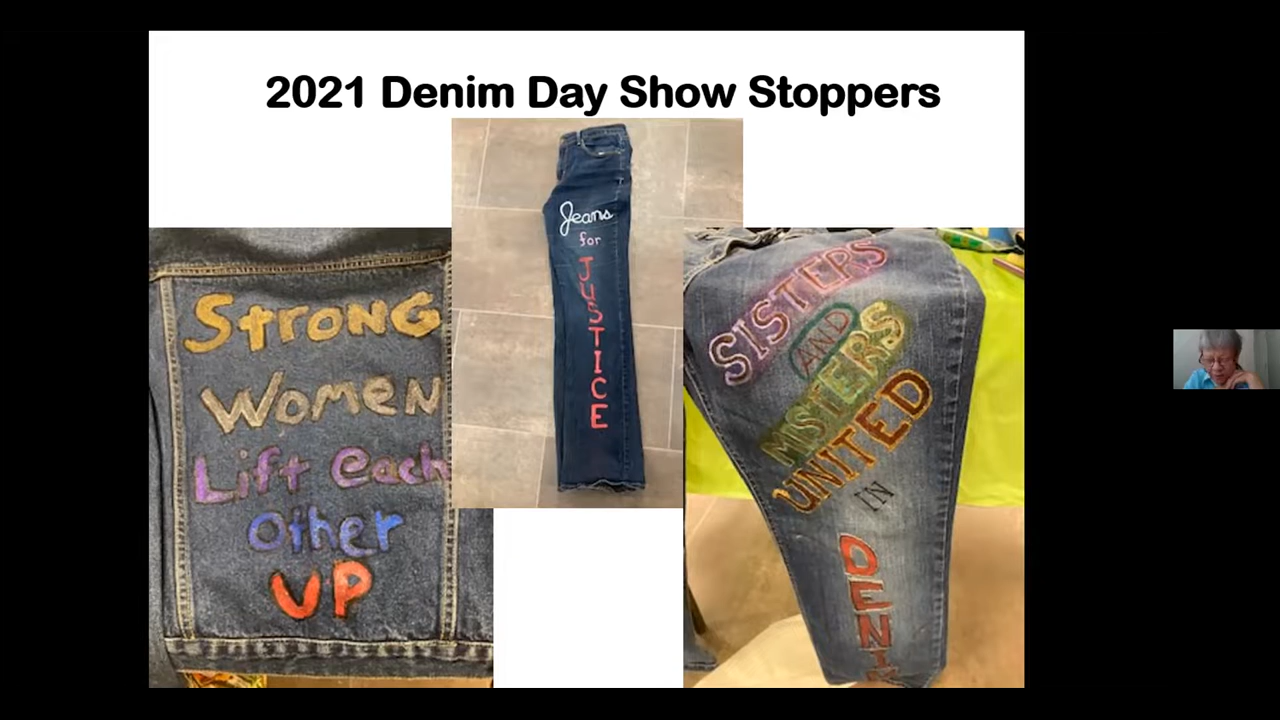 2021 Denim Day Show Stoppers
Strong
Women
Lift each
Other
UP
Jeans
for
JUSTICE
SISTERS
AND
MISTERS
UNITED
IN
DENIM